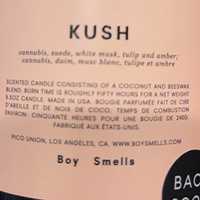 KUSH
cannabis, suede, white musk, tulip and amber;
cannabis, daim, musc blanc, tulipe et ambre
SCENTED CANDLE CONSISTING OF A COCONUT AND BEESWAX
BLEND. BURN TIME IS ROUGHLY FIFTY HOURS FOR A NET WEIGHT
8.5OZ CANDLE. MADE IN USA. BOUGIE PARFUMÉE FAIT DE CIRE
D'ABEILLE ET DE NOIX DE COCO. TEMPS DE COMBUSTION
ENVIRON: CINQUANTE HEURES POUR UNE BOUGIE DE 240G.
FABRIQUÉ AUX ÉTATS-UNIS.
PICO UNION, LOS ANGELES, CA. WWW.BOYSMELLS.COM
Boy Smells